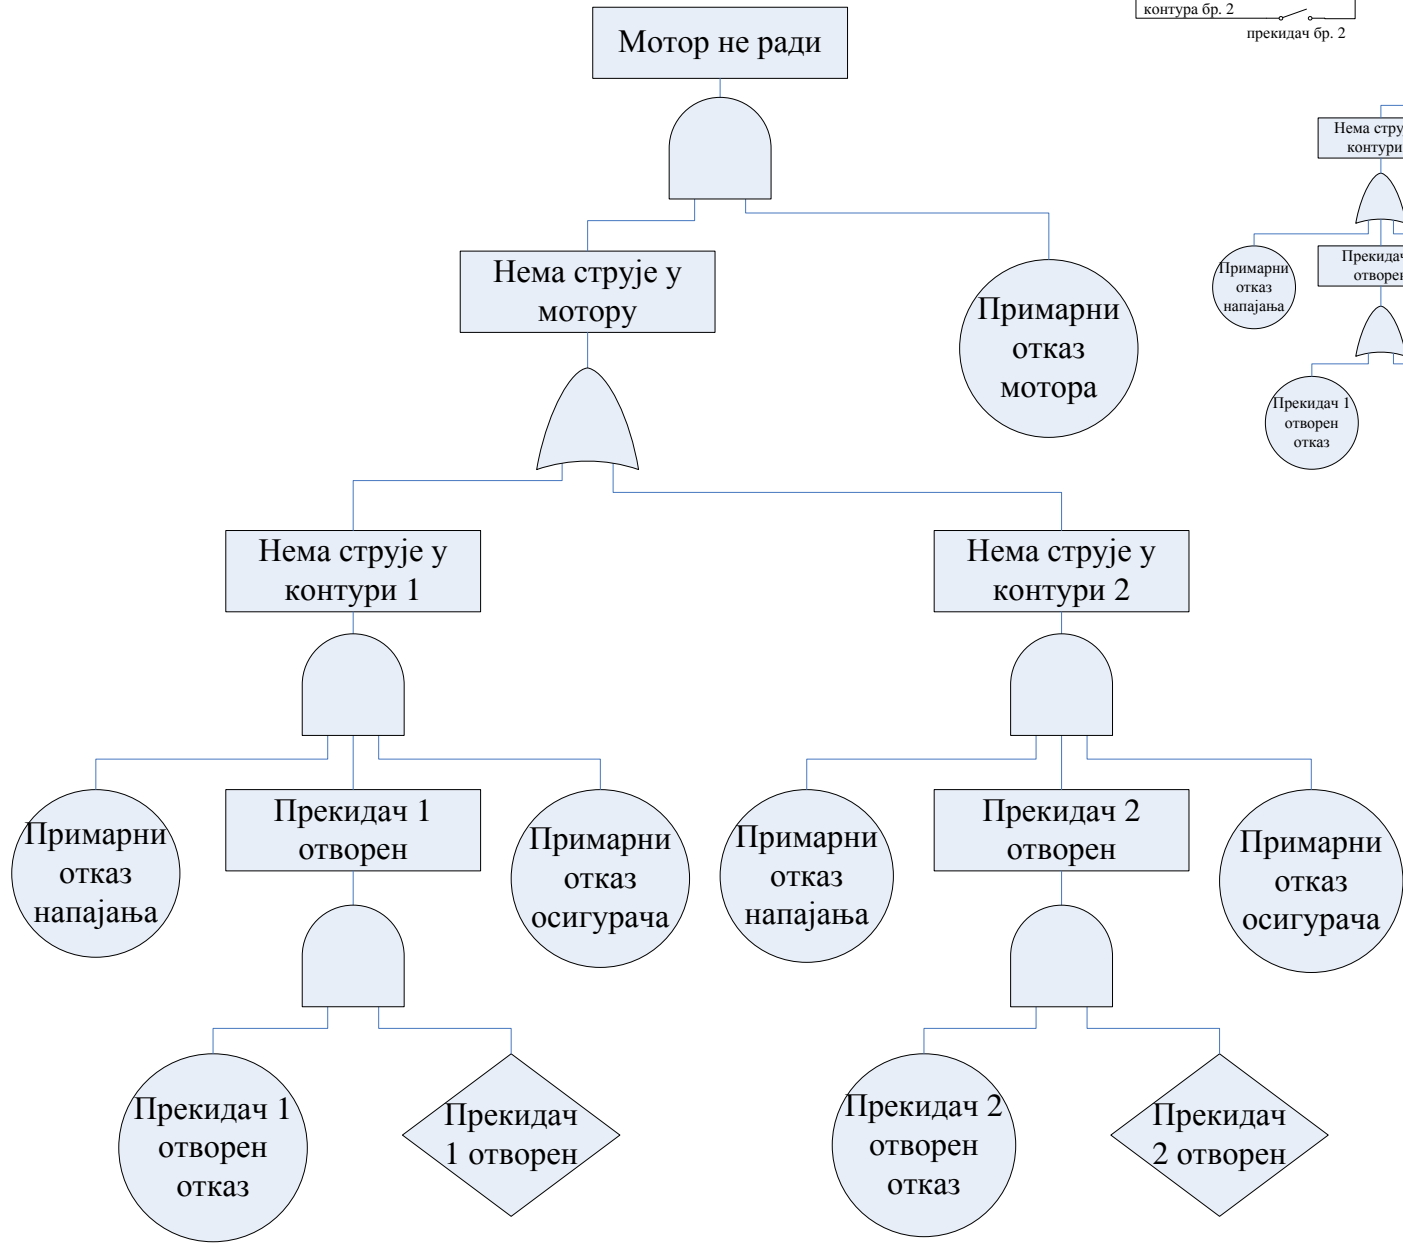 контура бр. 2
прекидач бр. 2
Мотор не ради
Нема струје у
мотору
Примарни
отказ
мотора
Нема струје у
контури 1
Нема струје у
контури 2
Примарни
отказ
напајања
Прекидач 1
отворен
Примарни
отказ
осигурача
Примарни
отказ
напајања
Прекидач 2
отворен
Примарни
отказ
осигурача
Прекидач 1
отворен
отказ
Прекидач
1 отворен
Прекидач 2
отворен
отказ
Прекидач
2 отворен
Нема
контури
Примарни
отказ
напајања
Прекидач 1
отворен
отказ